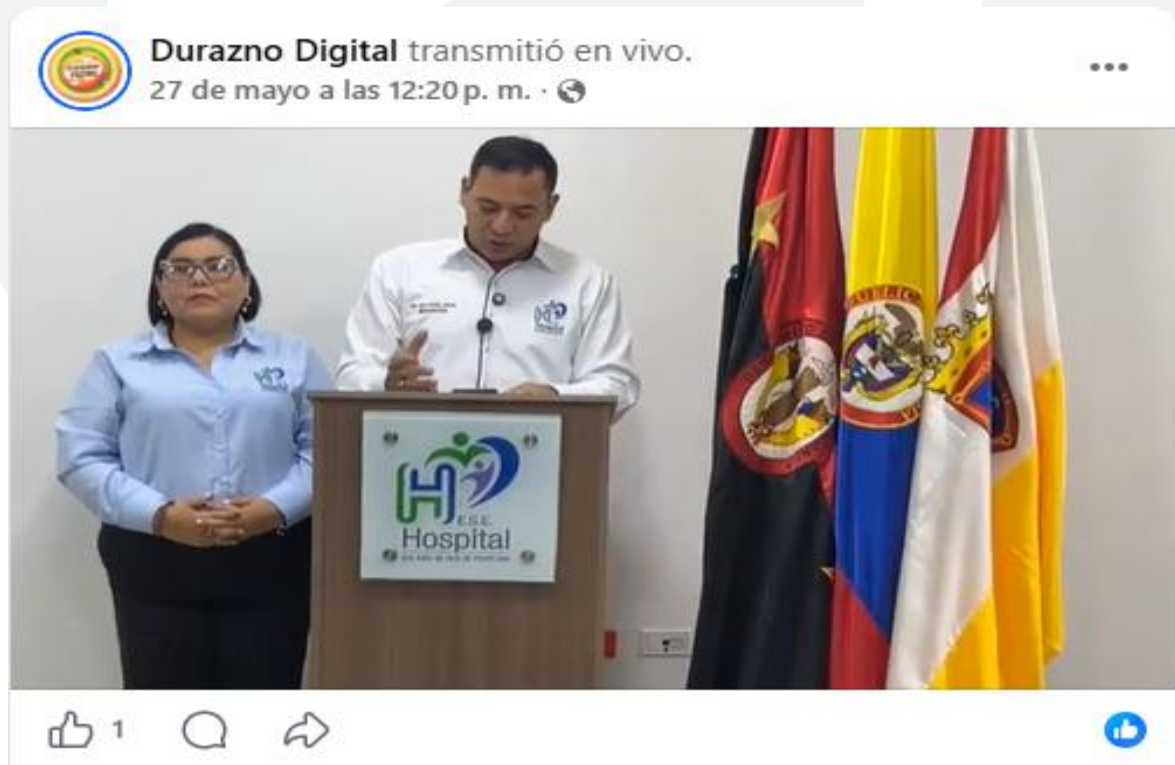 Durazno Digital transmitió en vivo.
27 de mayo a las 12:20 p. m. ·
E.S.E.
Hospital
1